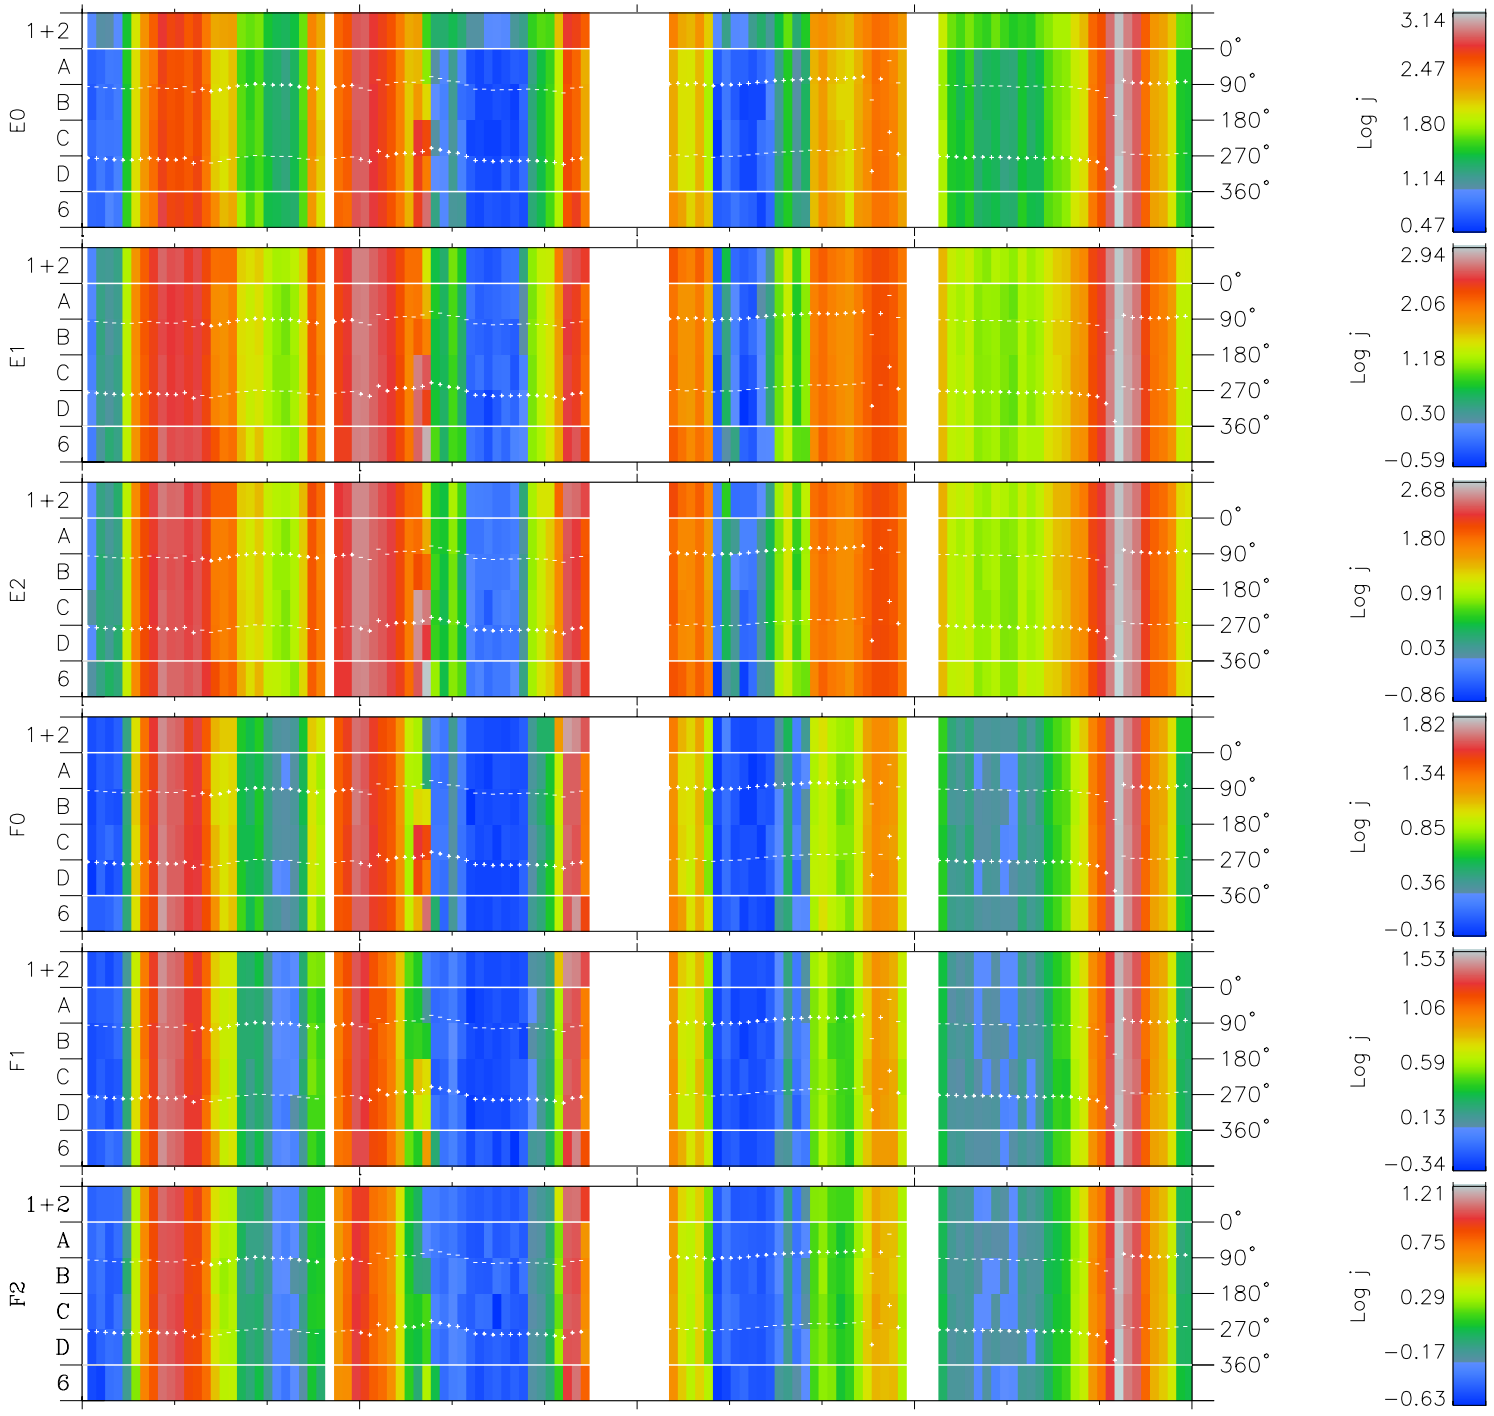 E0
1+2
A
B
C
D
6
0°
90°
180°
270°
360°
Log j
3.14
2.47
1.80
1.14
0.47
E1
1+2
A
B
C
D
6
0°
90°
180°
270°
360°
Log j
2.94
2.06
1.18
0.30
−0.59
E2
1+2
A
B
C
D
6
0°
90°
180°
270°
360°
Log j
2.68
1.80
0.91
0.03
−0.86
F0
1+2
A
B
C
D
6
0°
90°
180°
270°
360°
Log j
1.82
1.34
0.85
0.36
−0.13
F1
1+2
A
B
C
D
6
0°
90°
180°
270°
360°
Log j
1.53
1.06
0.59
0.13
−0.34
F2
1+2
A
B
C
D
6
0°
90°
180°
270°
360°
Log j
1.21
0.75
0.29
−0.17
−0.63